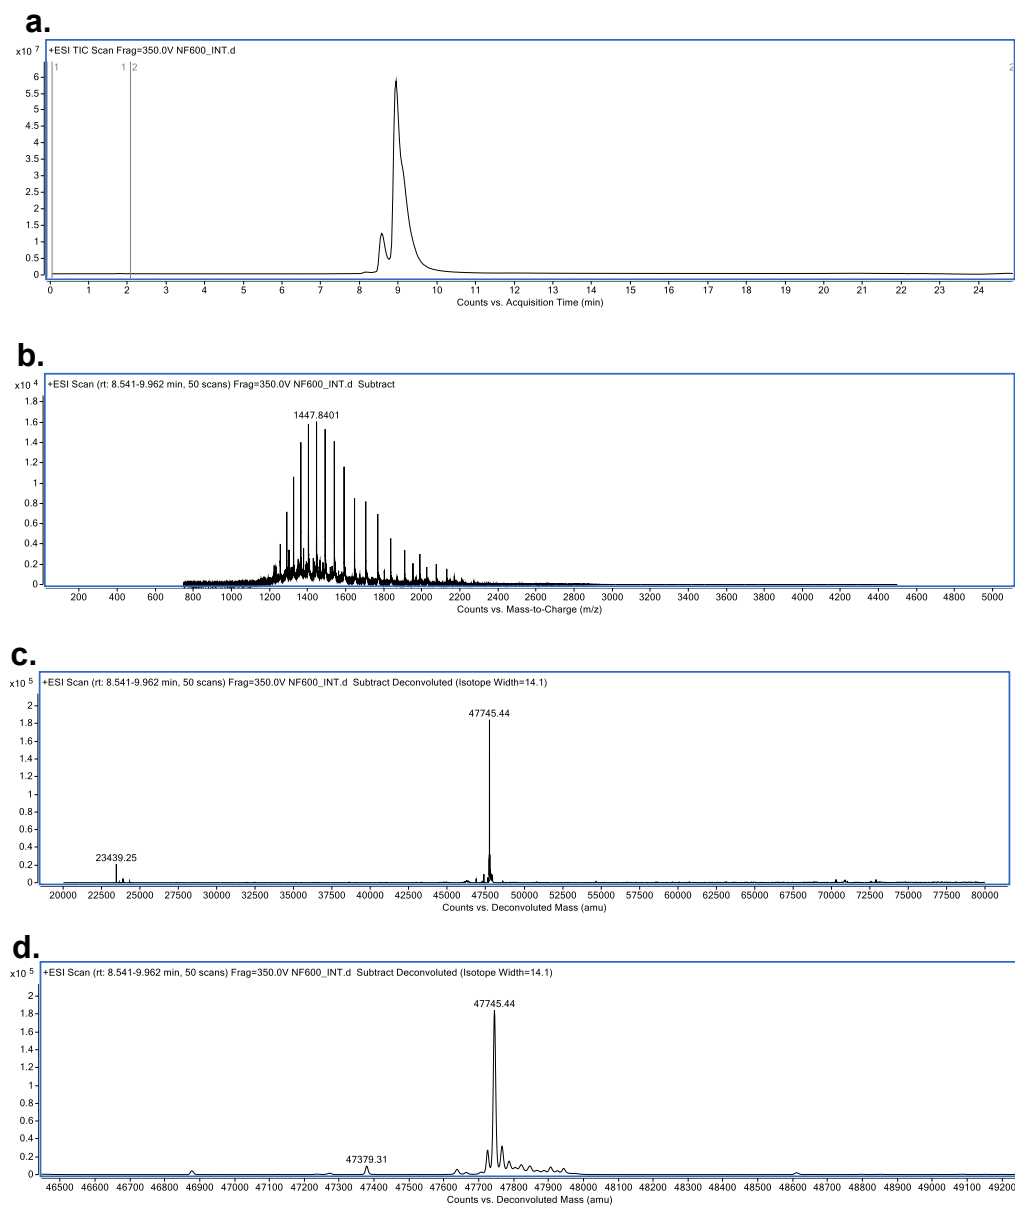 a.
x10 7
+ESI TIC Scan Frag=350.0V NF600_INT.d
1 1 2 2
6
5.5
5
4.5
4
3.5
3
2.5
2
1.5
1
0.5
0
0 1 2 3 4 5 6 7 8 9 10 11 12 13 14 15 16 17 18 19 20 21 22 23 24
Counts vs. Acquisition Time (min)
b.
x10 4
+ESI Scan (rt: 8.541-9.962 min, 50 scans) Frag=350.0V NF600_INT.d Subtract
1.8
1.6
1.4
1.2
1
0.8
0.6
0.4
0.2
0
1447.8401
200 400 600 800 1000 1200 1400 1600 1800 2000 2200 2400 2600 2800 3000 3200 3400 3600 3800 4000 4200 4400 4600 4800 5000
Counts vs. Mass-to-Charge (m/z)
c.
x10 5
+ESI Scan (rt: 8.541-9.962 min, 50 scans) Frag=350.0V NF600_INT.d Subtract Deconvoluted (Isotope Width=14.1)
2
1.8
1.6
1.4
1.2
1
0.8
0.6
0.4
0.2
0
47745.44
23439.25
20000 22500 25000 27500 30000 32500 35000 37500 40000 42500 45000 47500 50000 52500 55000 57500 60000 62500 65000 67500 70000 72500 75000 77500 80000
Counts vs. Deconvoluted Mass (amu)
d.
x10 5
+ESI Scan (rt: 8.541-9.962 min, 50 scans) Frag=350.0V NF600_INT.d Subtract Deconvoluted (Isotope Width=14.1)
2
1.8
1.6
1.4
1.2
1
0.8
0.6
0.4
0.2
0
47745.44
47379.31
46500 46600 46700 46800 46900 47000 47100 47200 47300 47400 47500 47600 47700 47800 47900 48000 48100 48200 48300 48400 48500 48600 48700 48800 48900 49000 49100 49200
Counts vs. Deconvoluted Mass (amu)